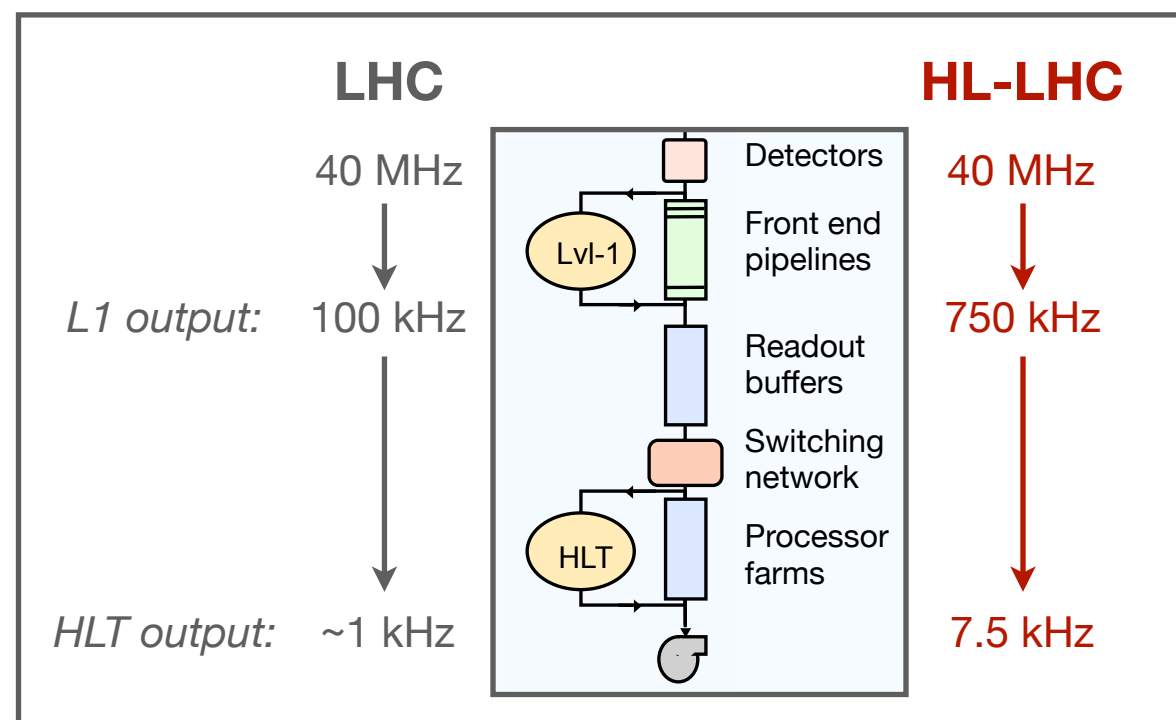 LHC
HL-LHC
40 MHz
Detectors
40 MHz
Lvl-1
Front end
pipelines
L1 output: 100 kHz
750 kHz
Readout
buffers
Switching
network
HLT
Processor
farms
HLT output: ~1 kHz
7.5 kHz